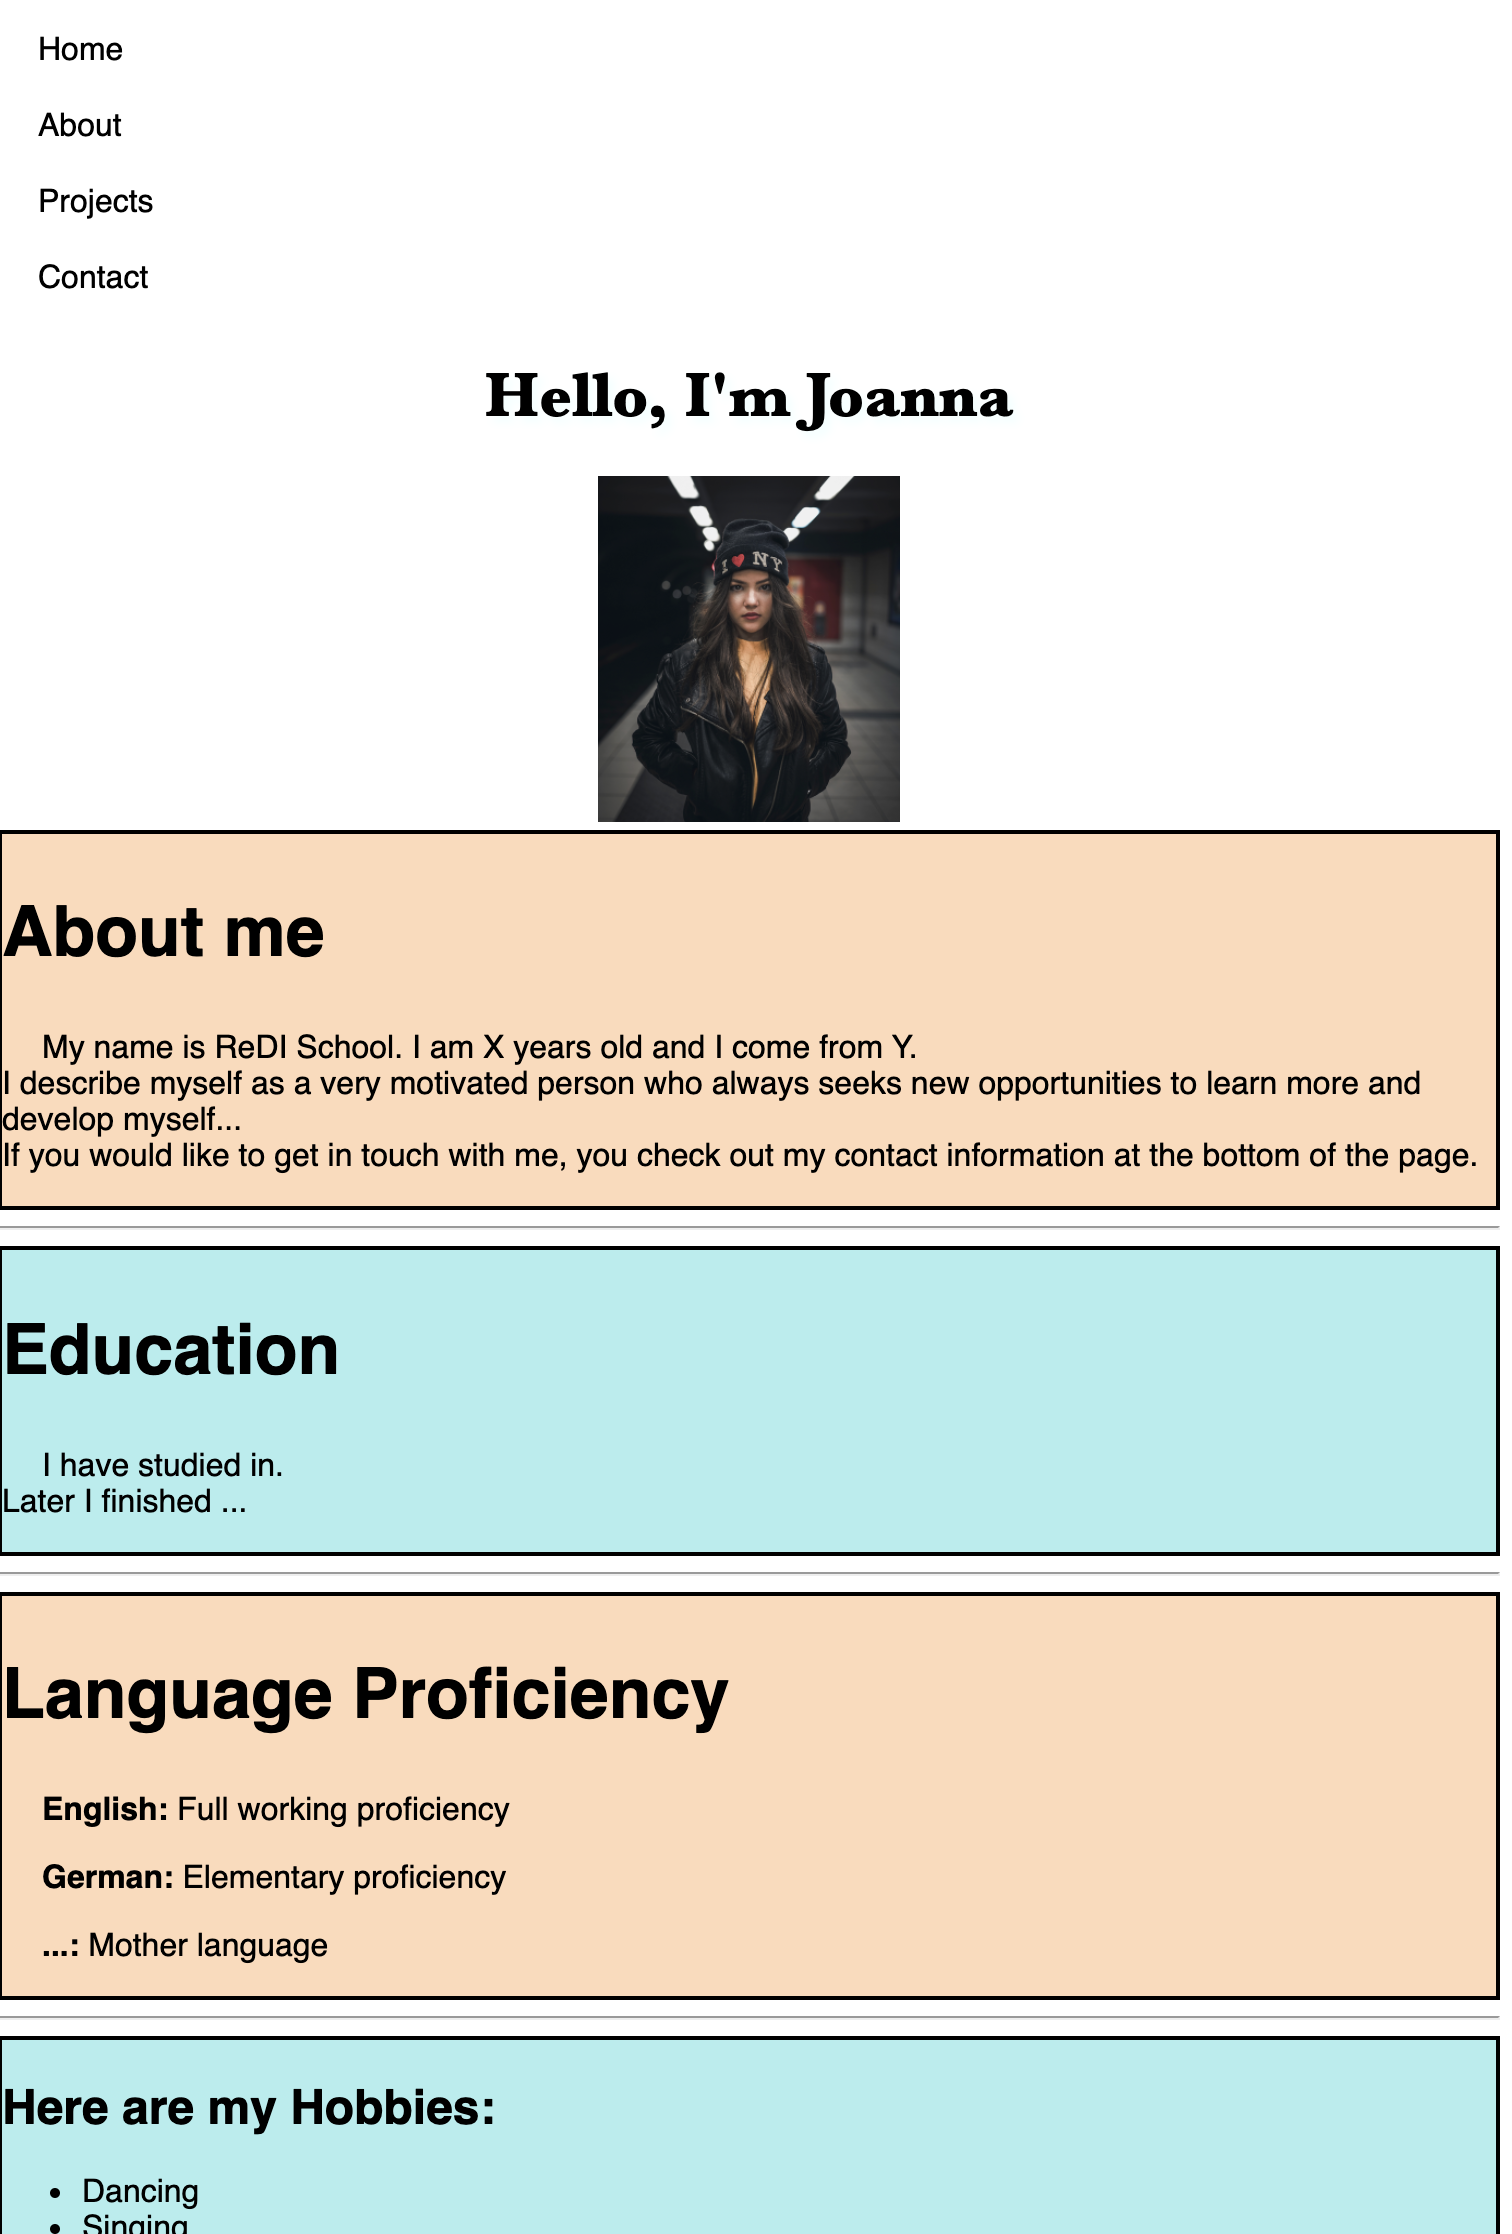 Home
About
Projects
Contact
Hello, I'm Joanna
I ♥ NY
About me
My name is ReDI School. I am X years old and I come from Y.
I describe myself as a very motivated person who always seeks new opportunities to learn more and
develop myself...
If you would like to get in touch with me, you check out my contact information at the bottom of the page.
Education
I have studied in.
Later I finished ...
Language Proficiency
English: Full working proficiency
German: Elementary proficiency
...: Mother language
Here are my Hobbies:
Dancing
Singing